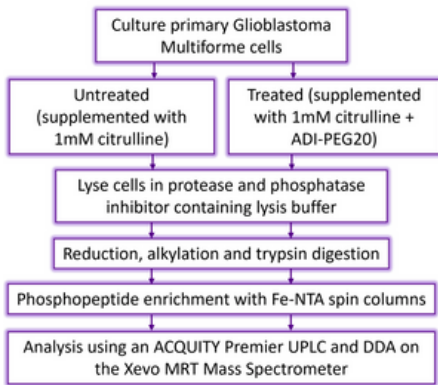 Culture primary Glioblastoma
Multiforme cells
Untreated
(supplemented with
1mM citrulline)
Treated (supplemented
with 1mM citrulline +
ADI-PEG20)
Lyse cells in protease and phosphatase
inhibitor containing lysis buffer
Reduction, alkylation and trypsin digestion
Phosphopeptide enrichment with Fe-NTA spin columns
Analysis using an ACQUITY Premier UPLC and DDA on
the Xevo MRT Mass Spectrometer